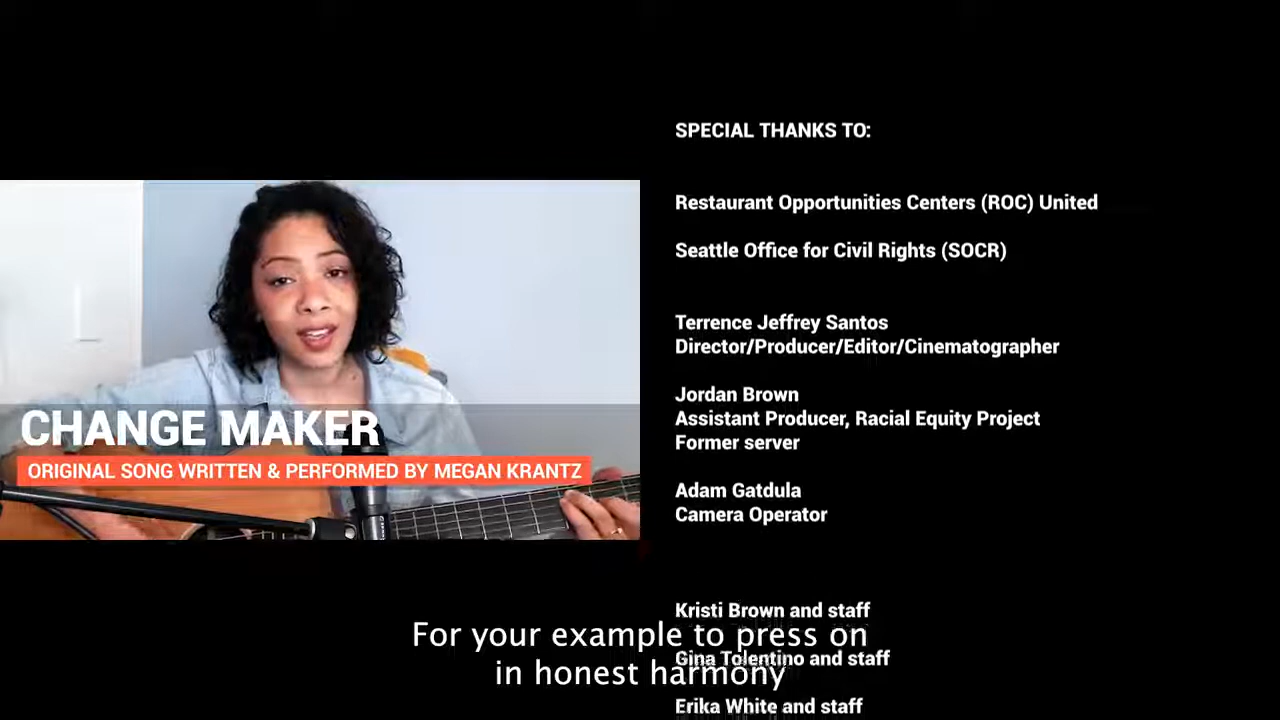 SPECIAL THANKS TO:
Restaurant Opportunities Centers (ROC) United
Seattle Office for Civil Rights (SOCR)
Terrence Jeffrey Santos
Director/Producer/Editor/Cinematographer
Jordan Brown
Assistant Producer, Racial Equity Project
Former server
Adam Gatdula
Camera Operator
CHANGE MAKER
ORIGINAL SONG WRITTEN & PERFORMED BY MEGAN KRANTZ
Kristi Brown and staff
For your example to press on
Gina Tolentino and staff
in honest harmony
Erika White and staff